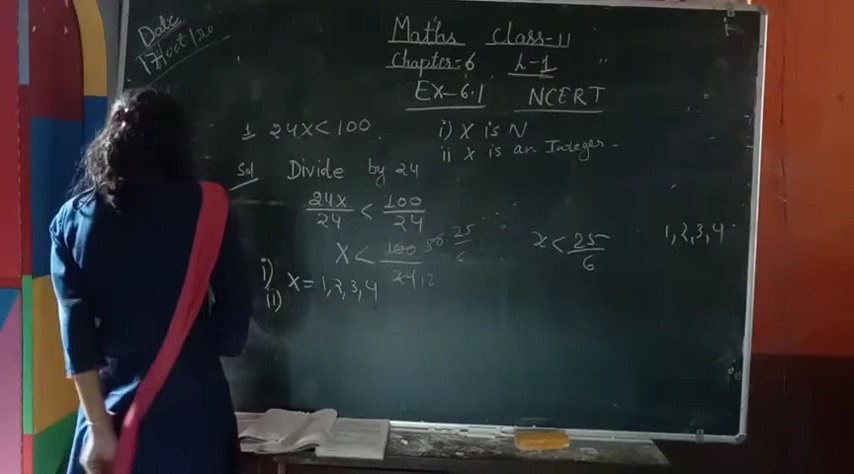 Date
17/oct/20
Maths Class-11
Chapter-6 L-1
Ex-6.1 NCERT
1 24x<100.
i) x is N
ii x is an Integer-
Sol Divide by 24
24x/24 < 100/24
x < 100/24 50/12 25/6
x < 25/6
1,2,3,4
i) x = 1,2,3,4
ii)